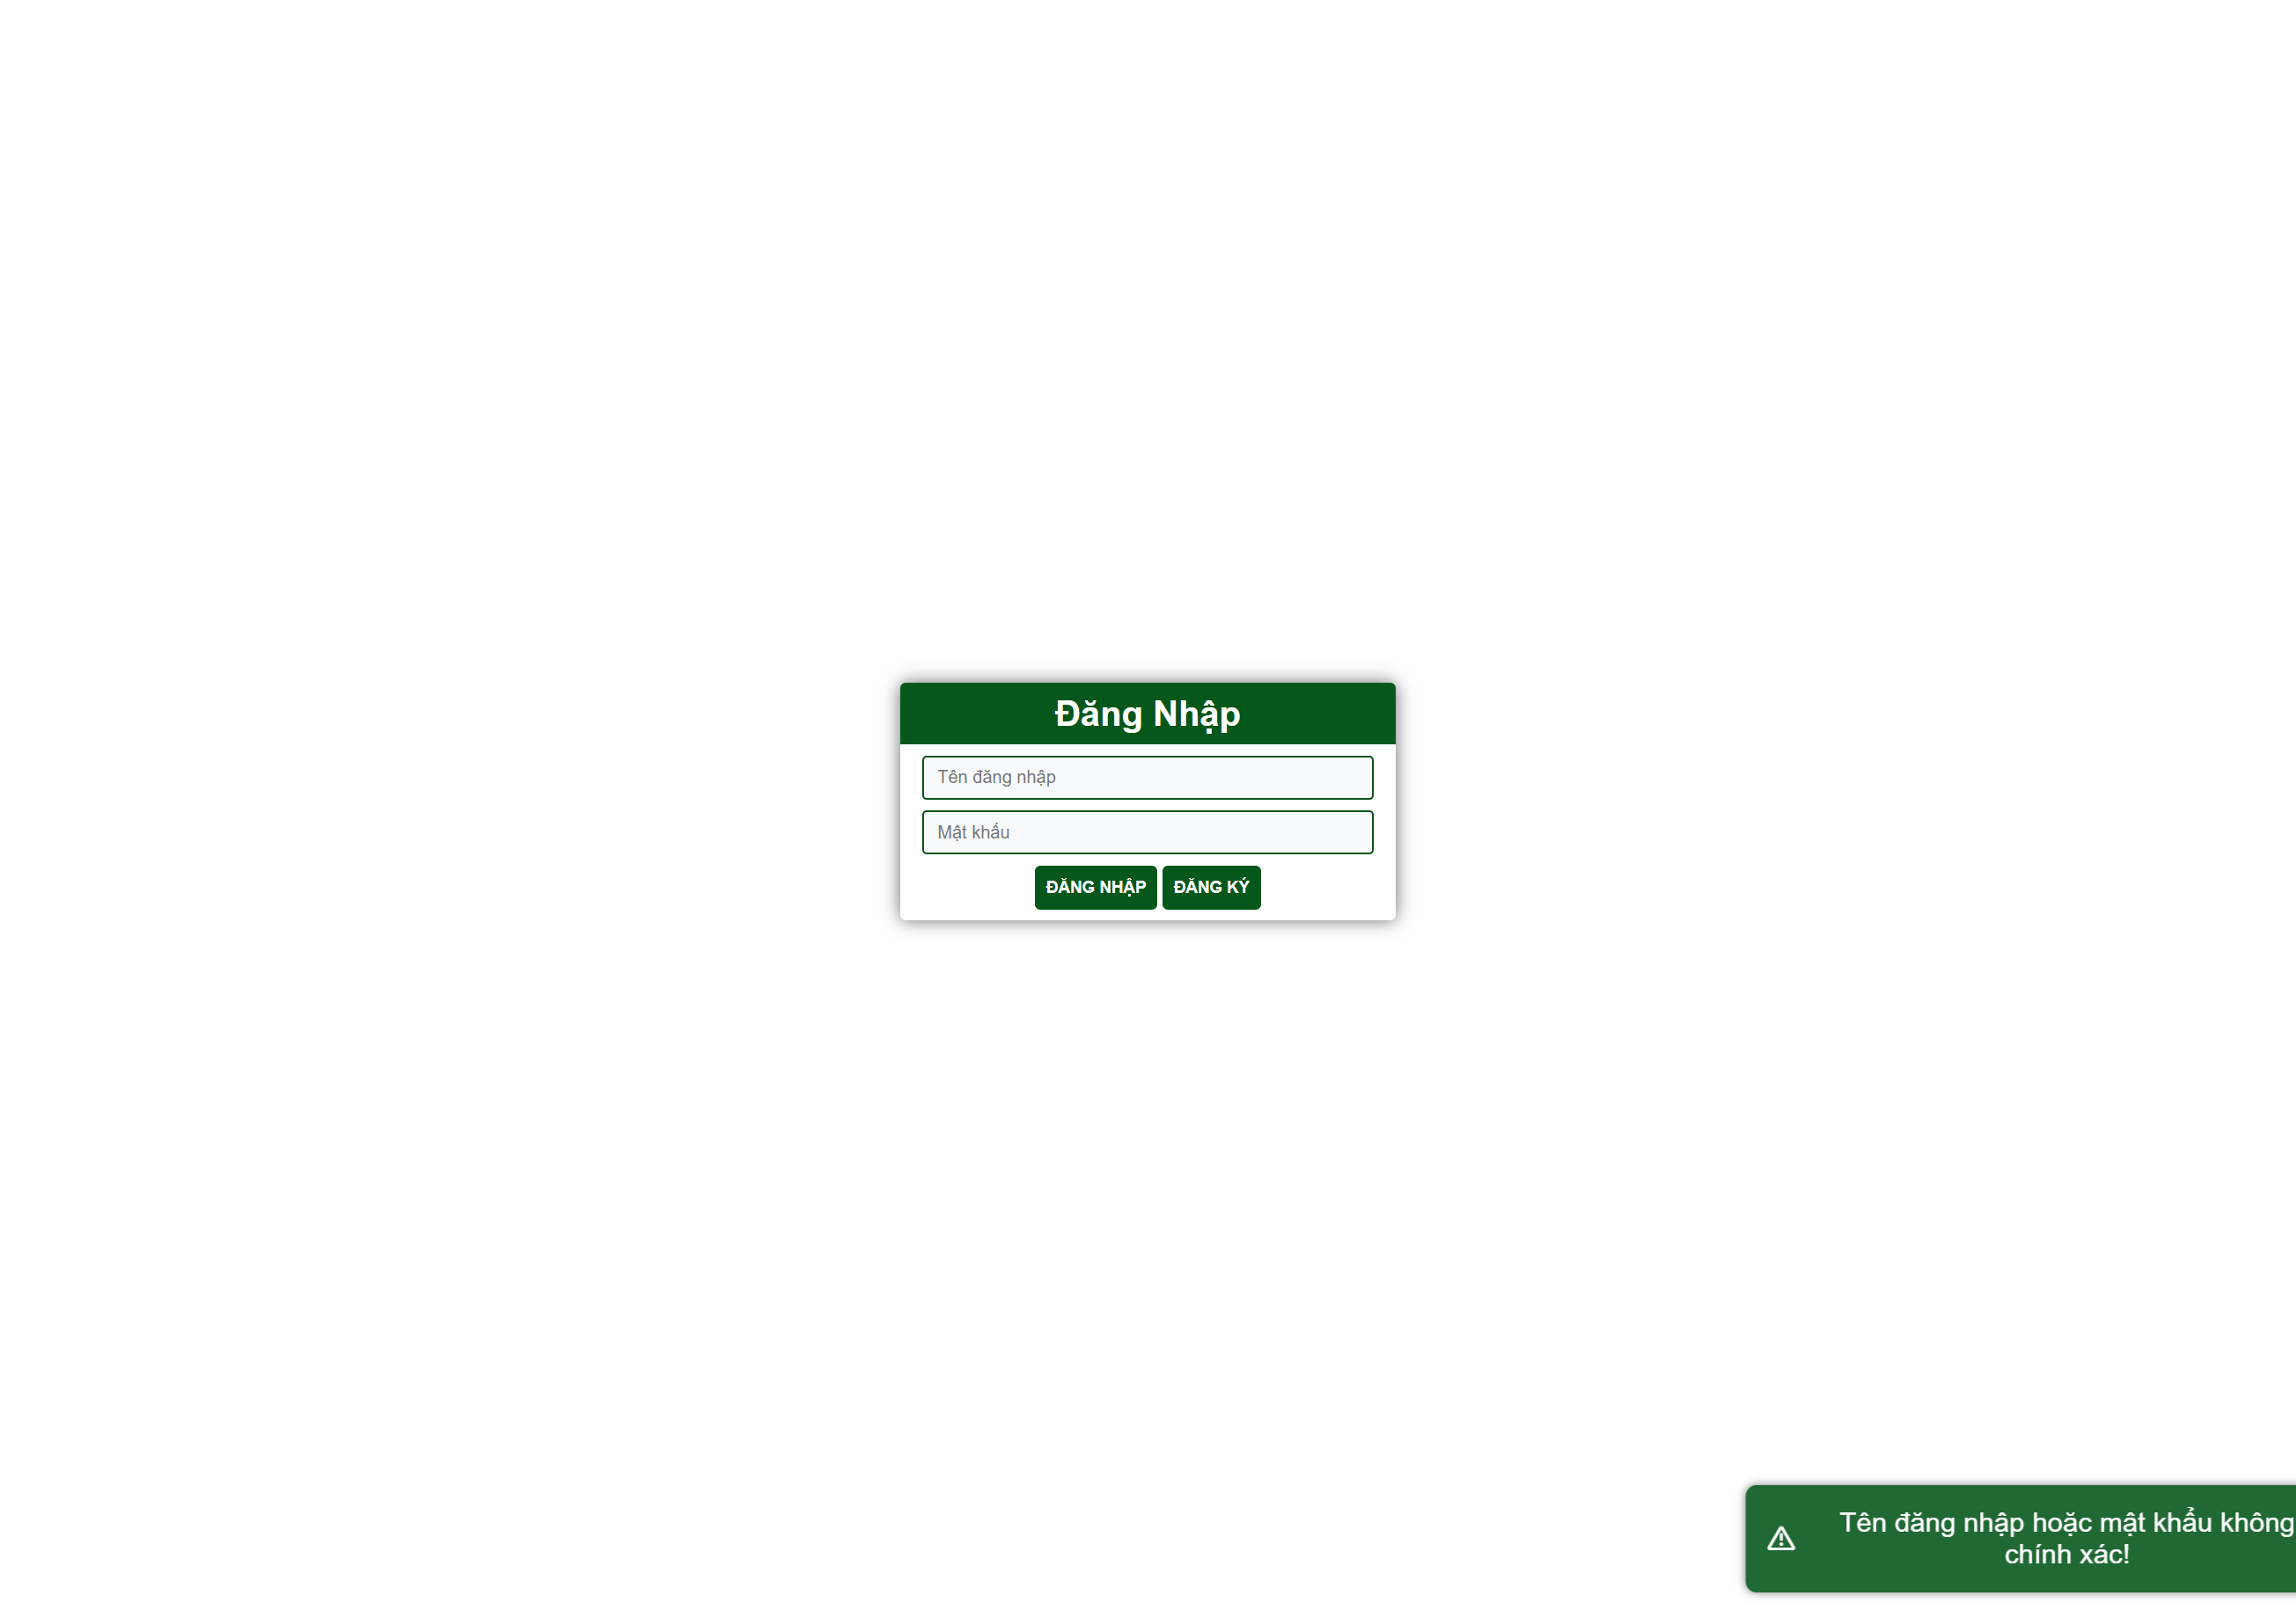 Đăng Nhập
Tên đăng nhập
Mật khẩu
ĐĂNG NHẬP ĐĂNG KÝ
Tên đăng nhập hoặc mật khẩu không
chính xác!